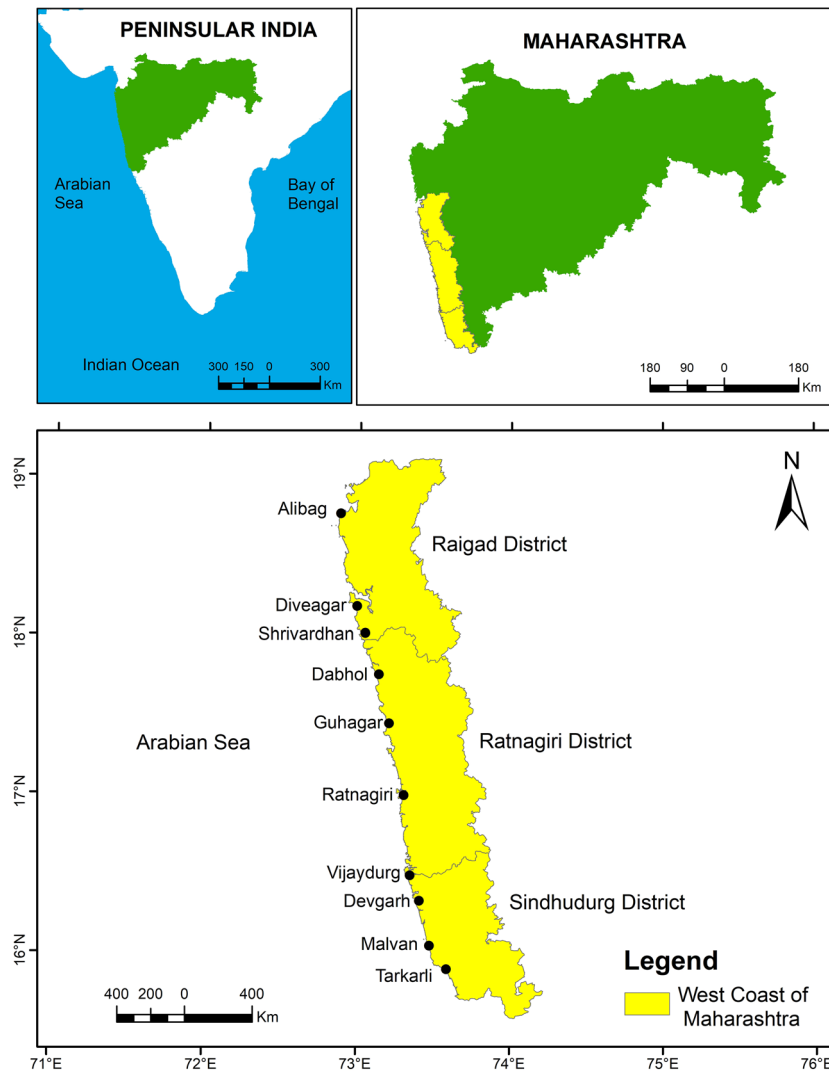 PENINSULAR INDIA
Arabian
Sea
Bay of
Bengal
Indian Ocean
300 150 0 300
Km
MAHARASHTRA
180 90 0 180
Km
N
19°N
18°N
17°N
16°N
Alibag
Raigad District
Diveagar
Shrivardhan
Dabhol
Guhagar
Arabian Sea
Ratnagiri District
Ratnagiri
Vijaydurg
Devgarh
Sindhudurg District
Malvan
Tarkarli
Legend
West Coast of
Maharashtra
400 200 0 400
Km
71°E 72°E 73°E 74°E 75°E 76°E